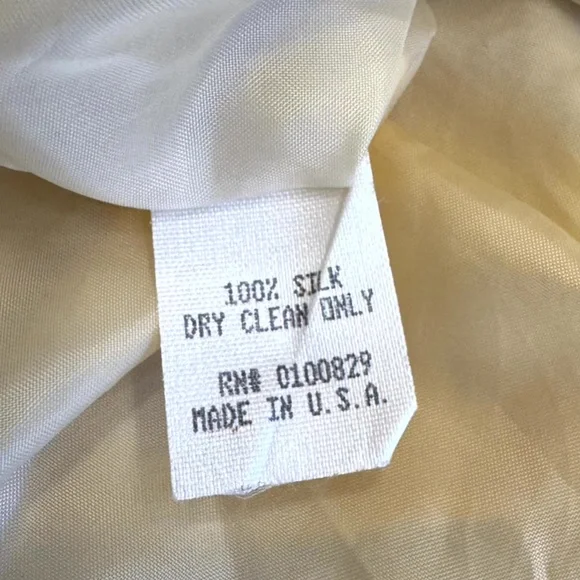 100% SILK
DRY CLEAN ONLY
RN# 0100829
MADE IN U.S.A.